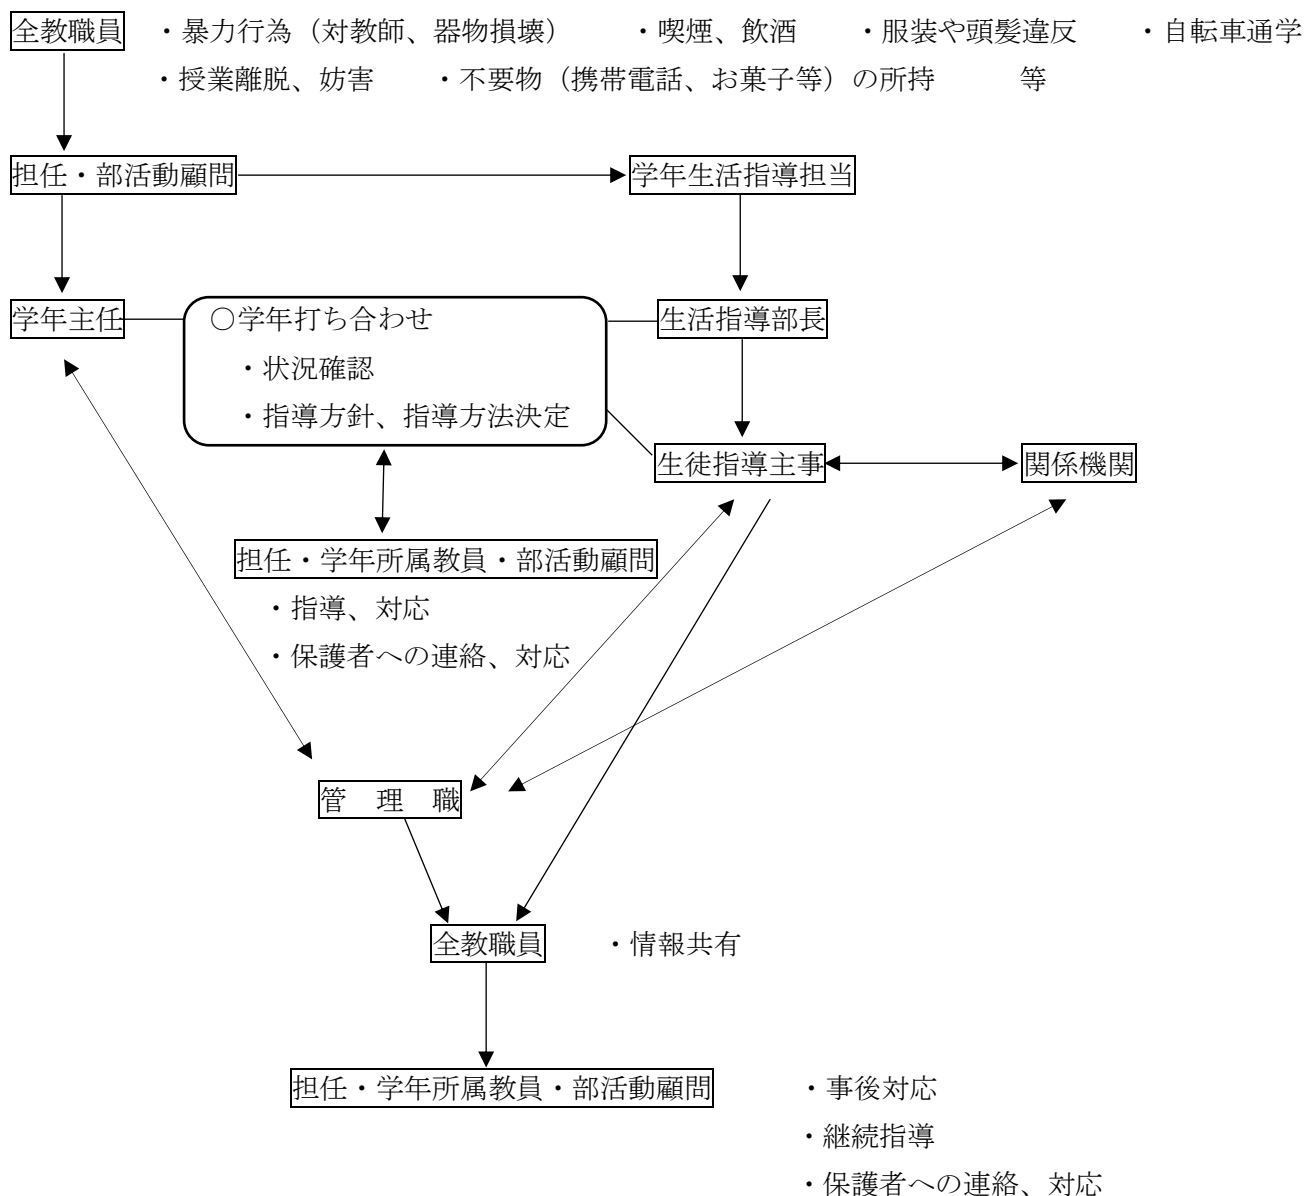 全教職員 ・暴力行為（対教師、器物損壊） ・喫煙、飲酒 ・服装や頭髪違反 ・自転車通学
・授業離脱、妨害 ・不要物（携帯電話、お菓子等）の所持 等
担任・部活動顧問 学年生活指導担当
学年主任 ○学年打ち合わせ 生活指導部長
・状況確認
・指導方針、指導方法決定
生徒指導主事 関係機関
担任・学年所属教員・部活動顧問
・指導、対応
・保護者への連絡、対応
管　理　職
全教職員 ・情報共有
担任・学年所属教員・部活動顧問 ・事後対応
・継続指導
・保護者への連絡、対応